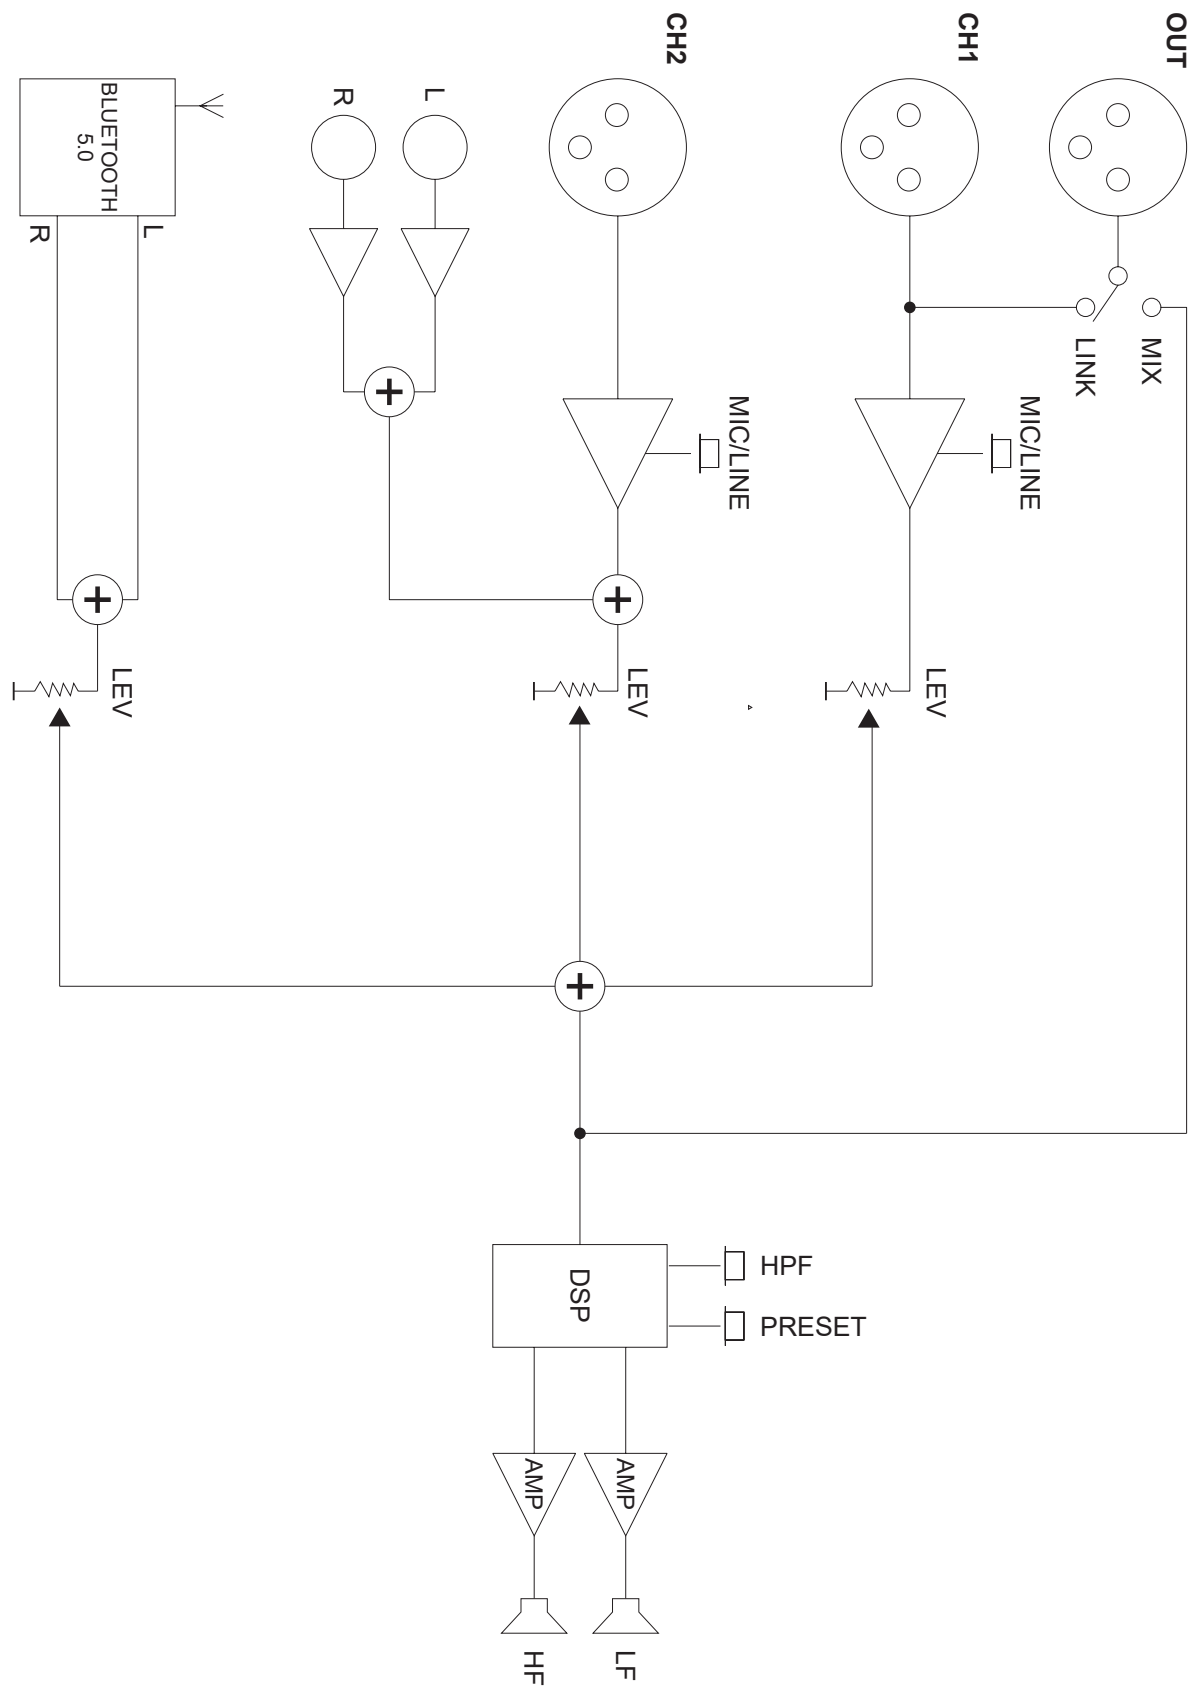 OUT
CH1
CH2
L
R
BLUETOOTH
5.0
L
R
MIX
LINK
MIC/LINE
MIC/LINE
+
+
+
LEV
LEV
LEV
+
HPF
PRESET
DSP
AMP
AMP
LF
HF